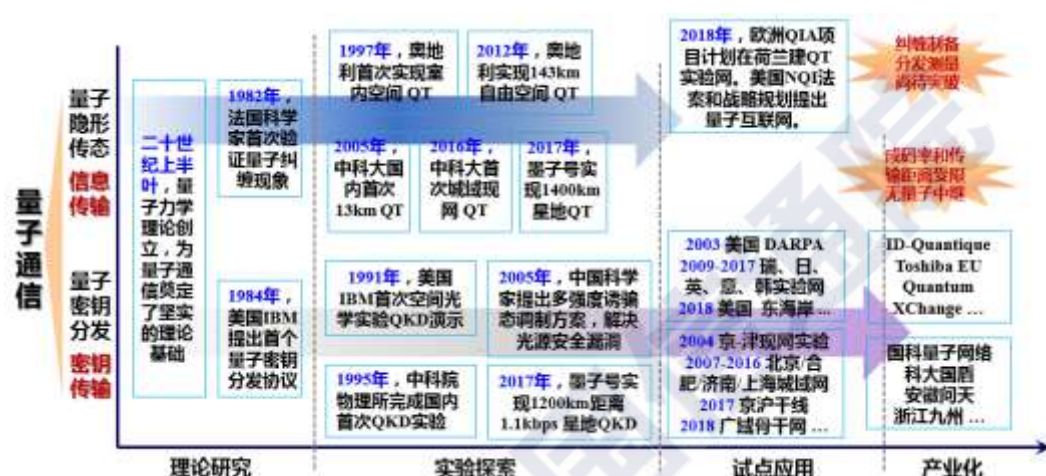 量子通信
量子
隐形
传态
信息
传输
量子
密钥
分发
密钥
传输
二十世
纪上半
叶，量
子力学
理论创
立，为
量子通
信奠定
了坚实
的理论
基础
1982年，
法国科学
家首次验
证量子纠
缠现象
1984年，
美国IBM
提出首个
量子密钥
分发协议
1997年，奥地
利首次实现室
内空间 QT
2012年，奥地
利实现143km
自由空间 QT
2005年，
中科大国
内首次
13km QT
2016年，
中科大首
次城域现
网 QT
2017年，
墨子号实
现1400km
星地QT
1991年，美国
IBM首次空间光
学实验QKD演示
2005年，中国科学
家提出多强度诱骗
态调制方案，解决
光源安全漏洞
1995年，中科院
物理所完成国内
首次QKD实验
2017年，墨子号实
现1200km距离
1.1kbps 星地QKD
2018年，欧洲QIA项
目计划在荷兰建QT
实验网。美国NQI法
案和战略规划提出
量子互联网。
2003 美国 DARPA
2009-2017 瑞、日、
英、意、韩实验网
2018 美国 东海岸 ...
2004 京-津现网实验
2007-2016 北京/合
肥/济南/上海城域网
2017 京沪干线
2018 广域骨干网 ...
纠缠制备
分发测量
尚待突破
成码率和传
输距离受限
无量子中继
ID-Quantique
Toshiba EU
Quantum
XChange ...
国科量子网络
科大国盾
安徽问天
浙江九州 ...
理论研究
实验探索
试点应用
产业化